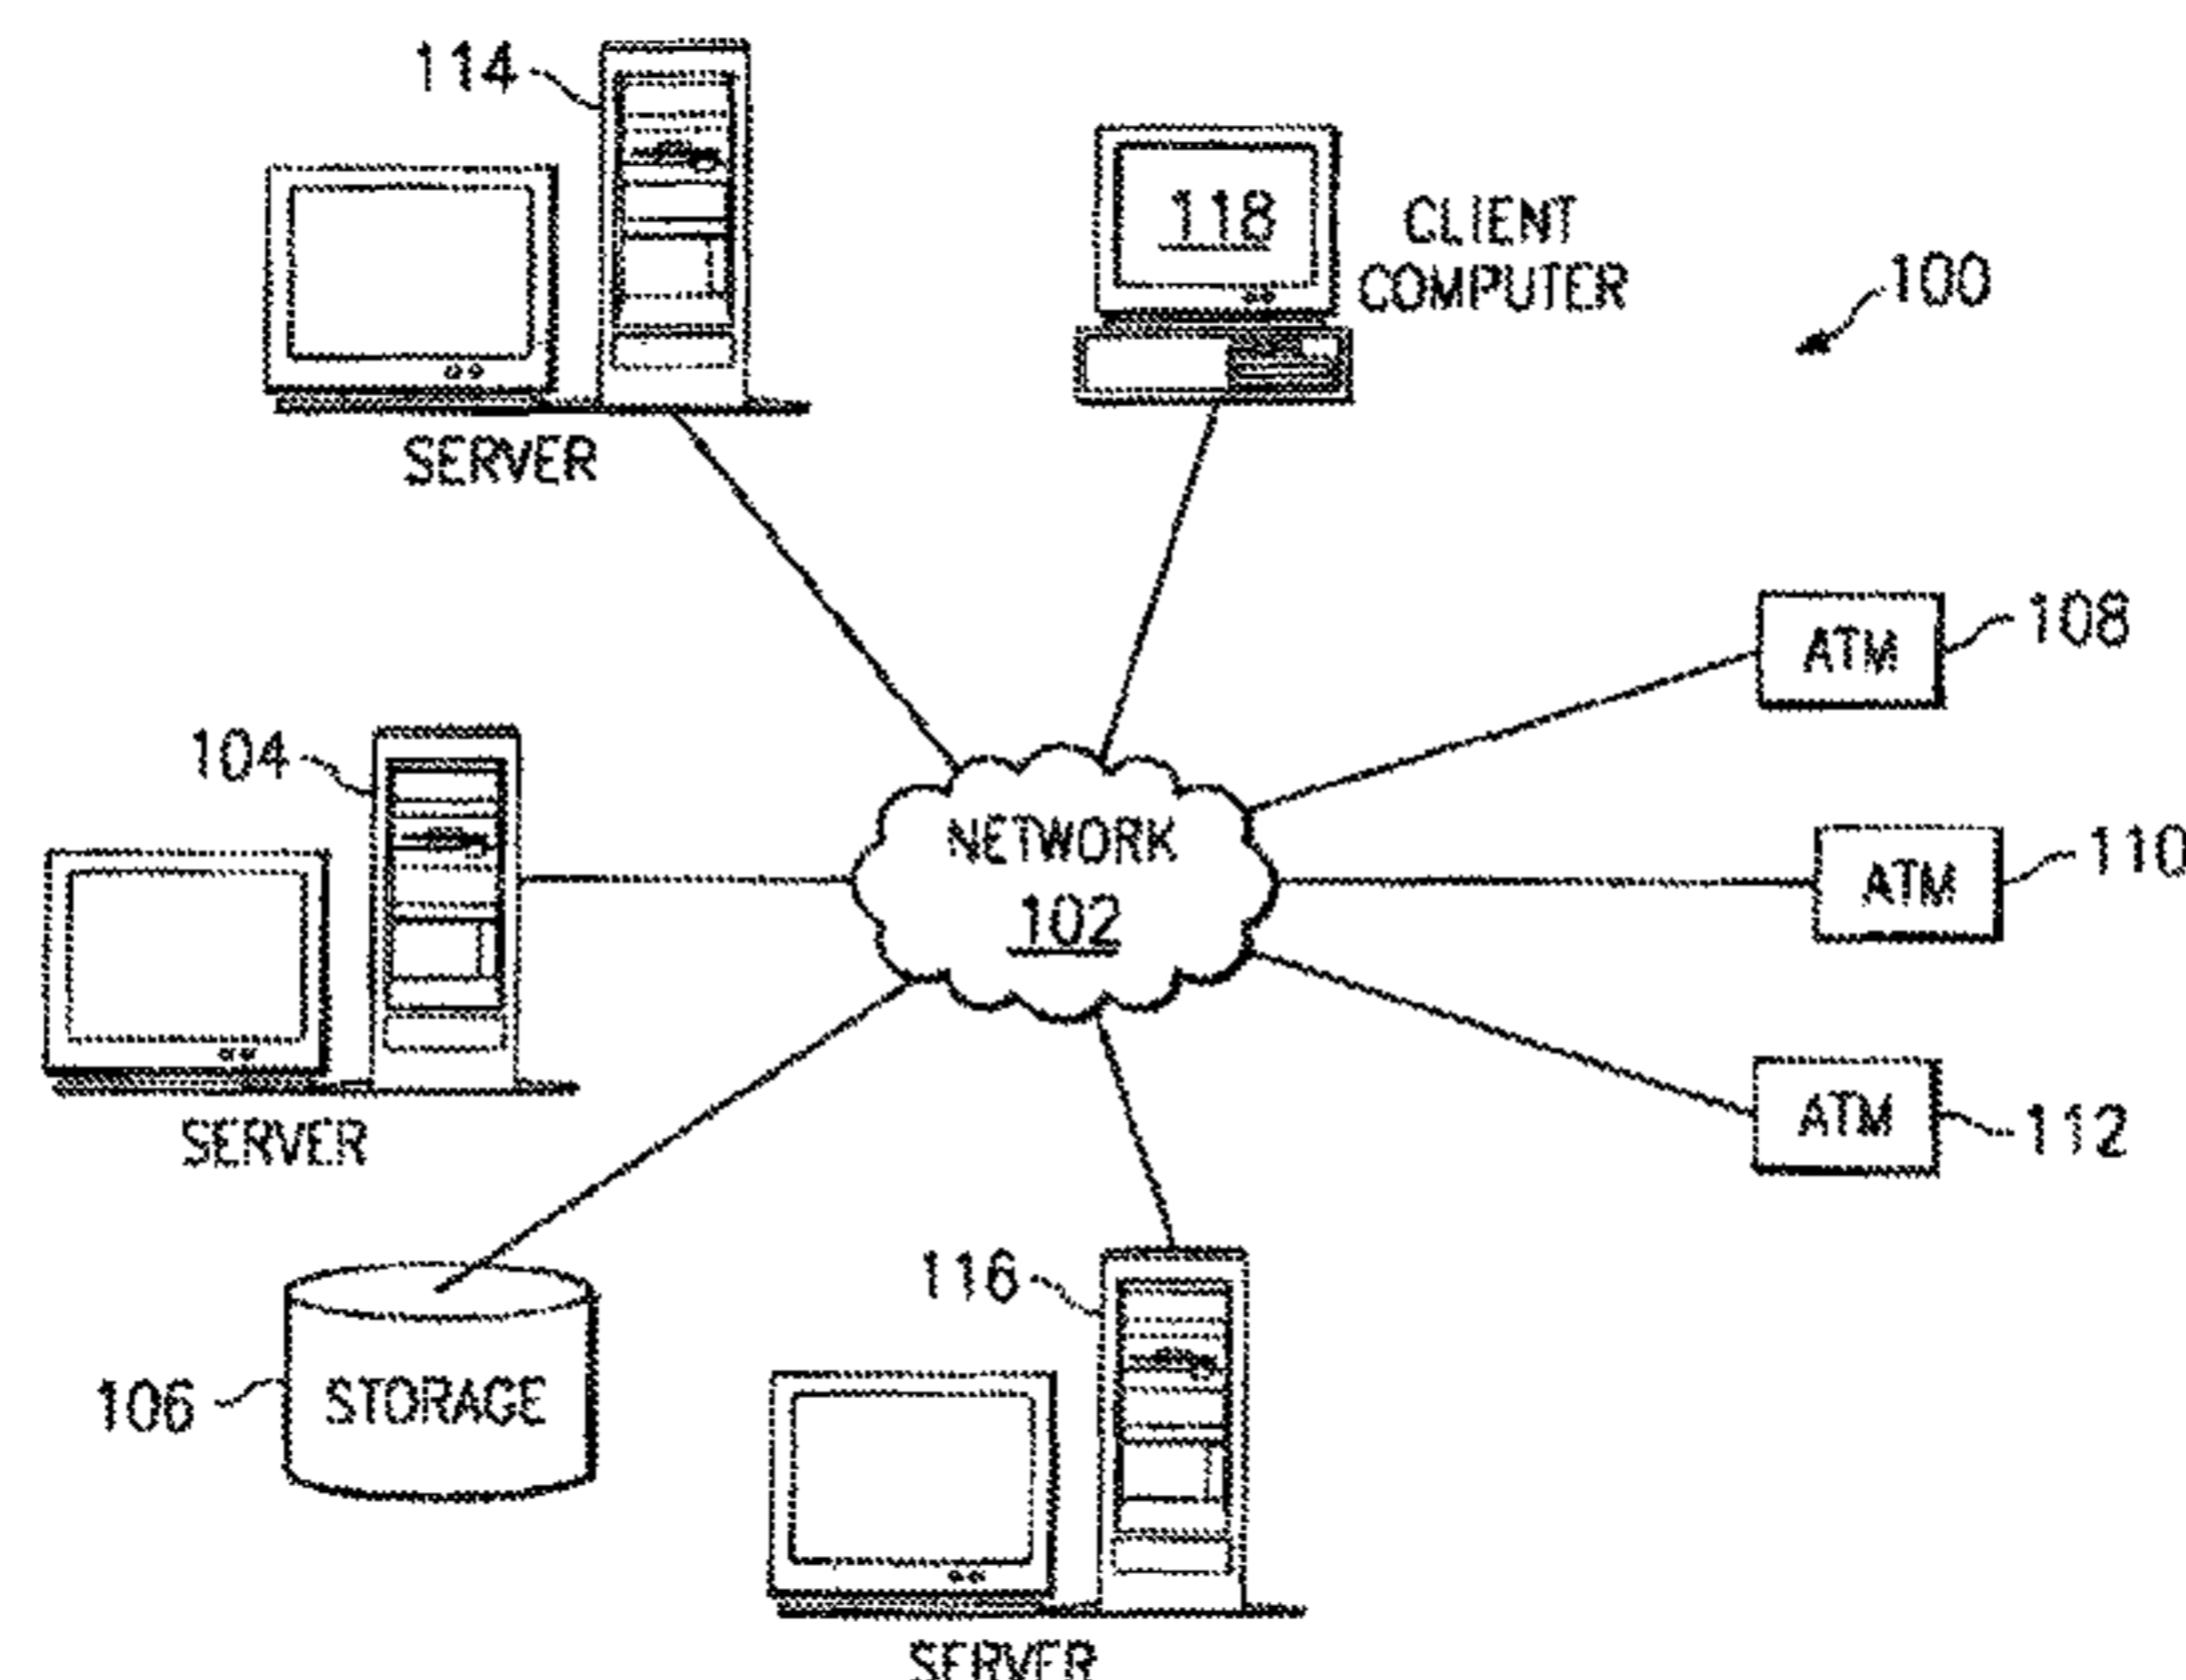 114
118
CLIENT
COMPUTER
100
SERVER
108
ATM
104
NETWORK
102
110
ATM
ATM
112
SERVER
116
106
STORAGE
SERVER